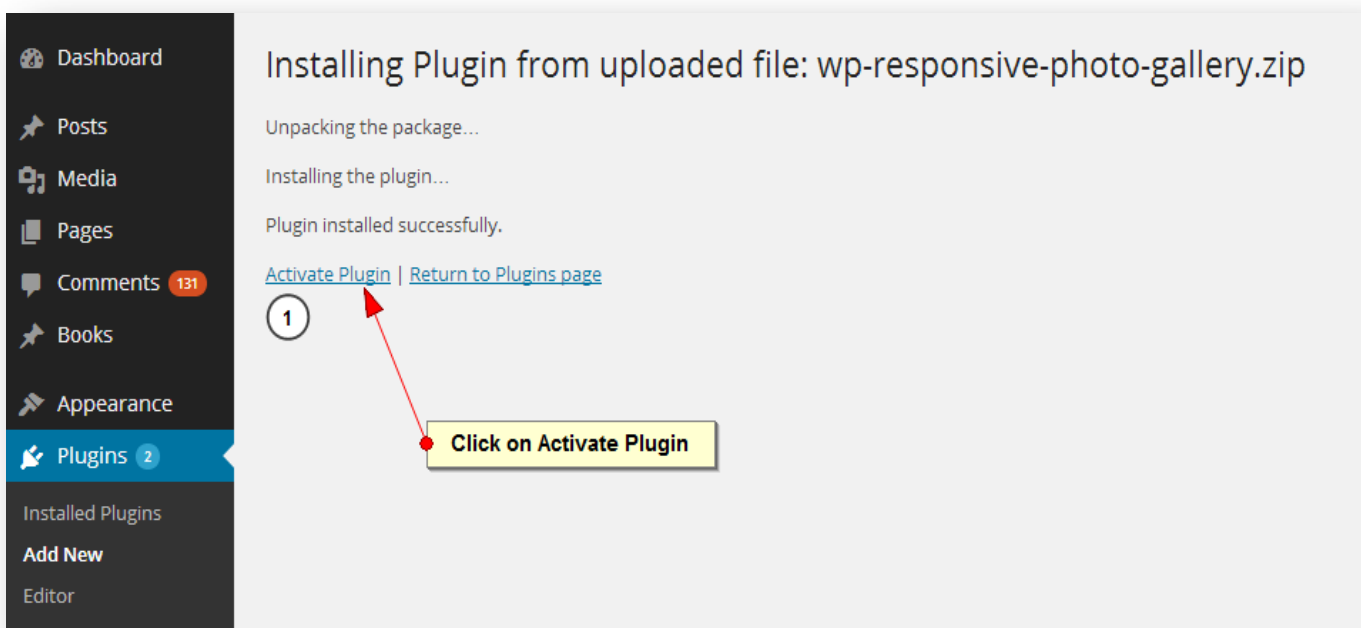 Dashboard
Posts
Media
Pages
Comments 131
Books
Appearance
Plugins 2
Installed Plugins
Add New
Editor
Installing Plugin from uploaded file: wp-responsive-photo-gallery.zip
Unpacking the package...
Installing the plugin...
Plugin installed successfully.
Activate Plugin | Return to Plugins page
1
Click on Activate Plugin